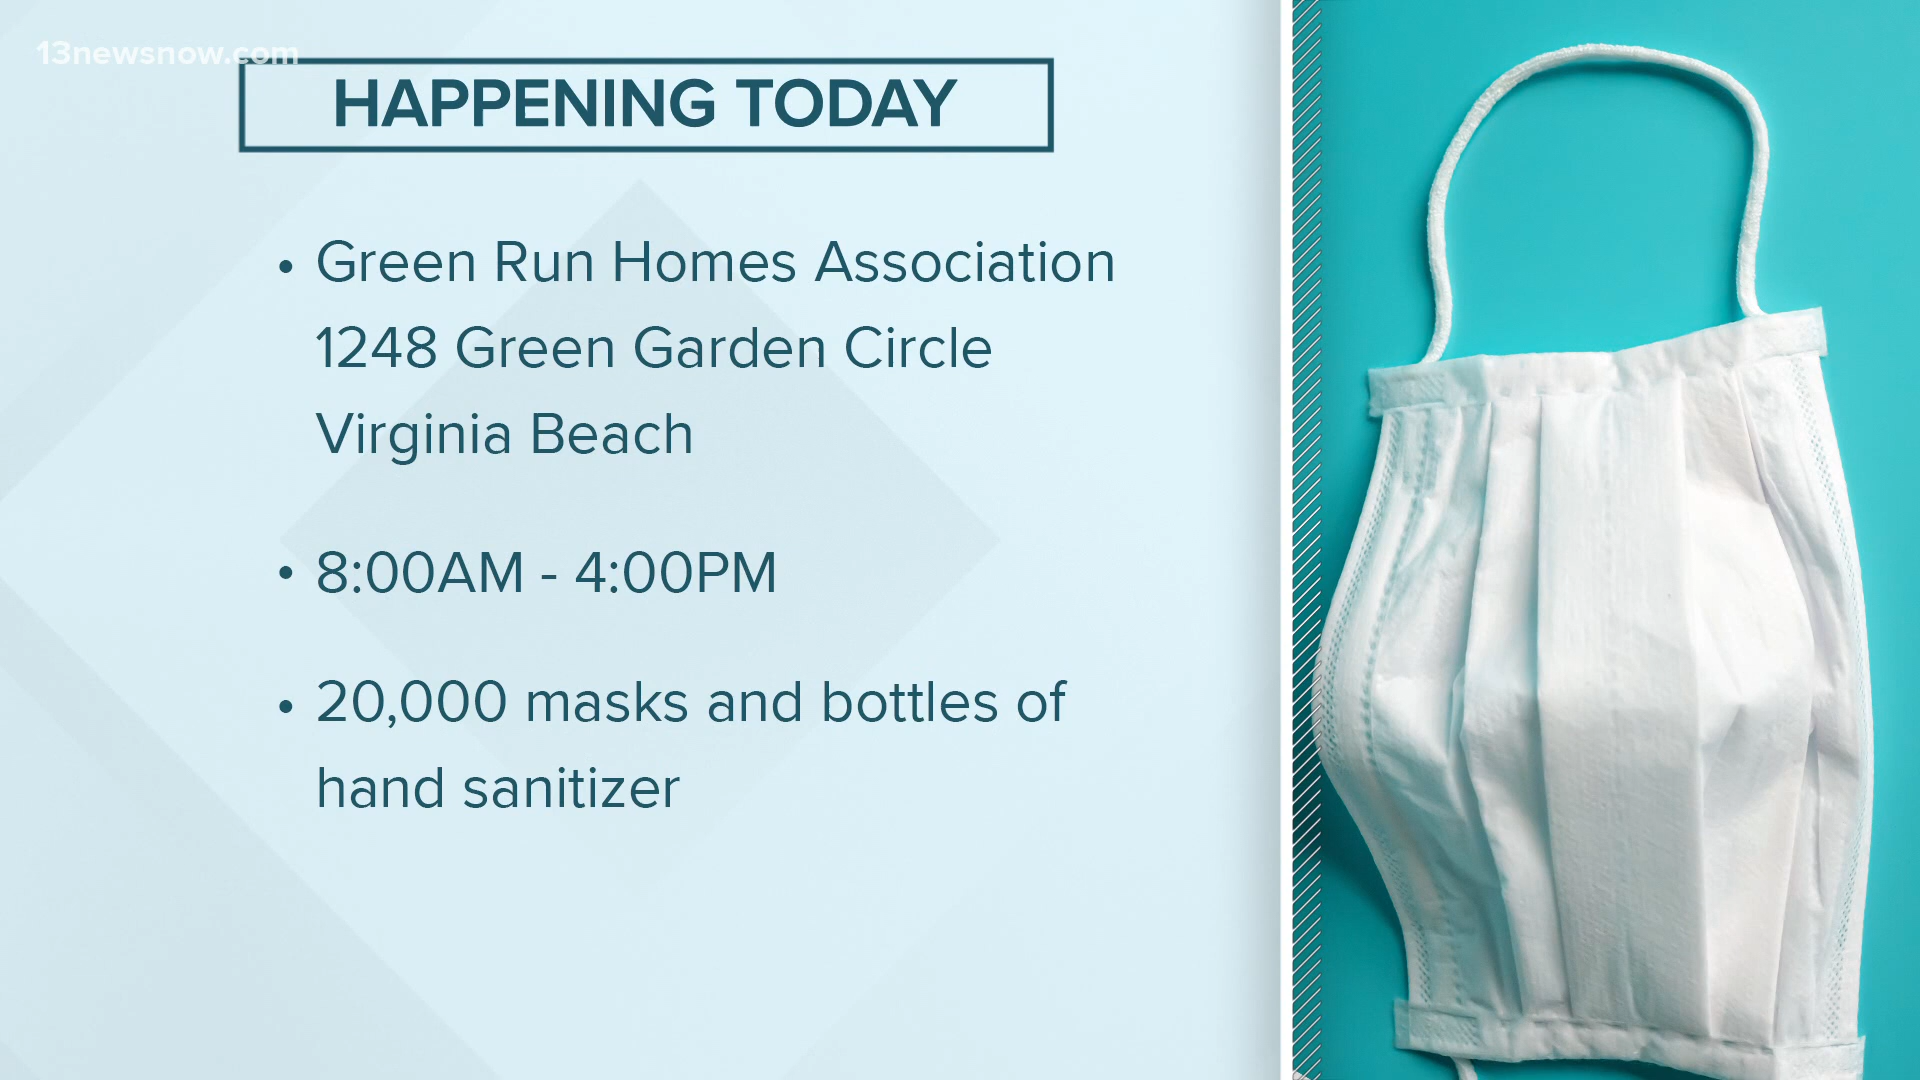 13newsnow.com
HAPPENING TODAY
• Green Run Homes Association
1248 Green Garden Circle
Virginia Beach
• 8:00AM - 4:00PM
• 20,000 masks and bottles of
hand sanitizer